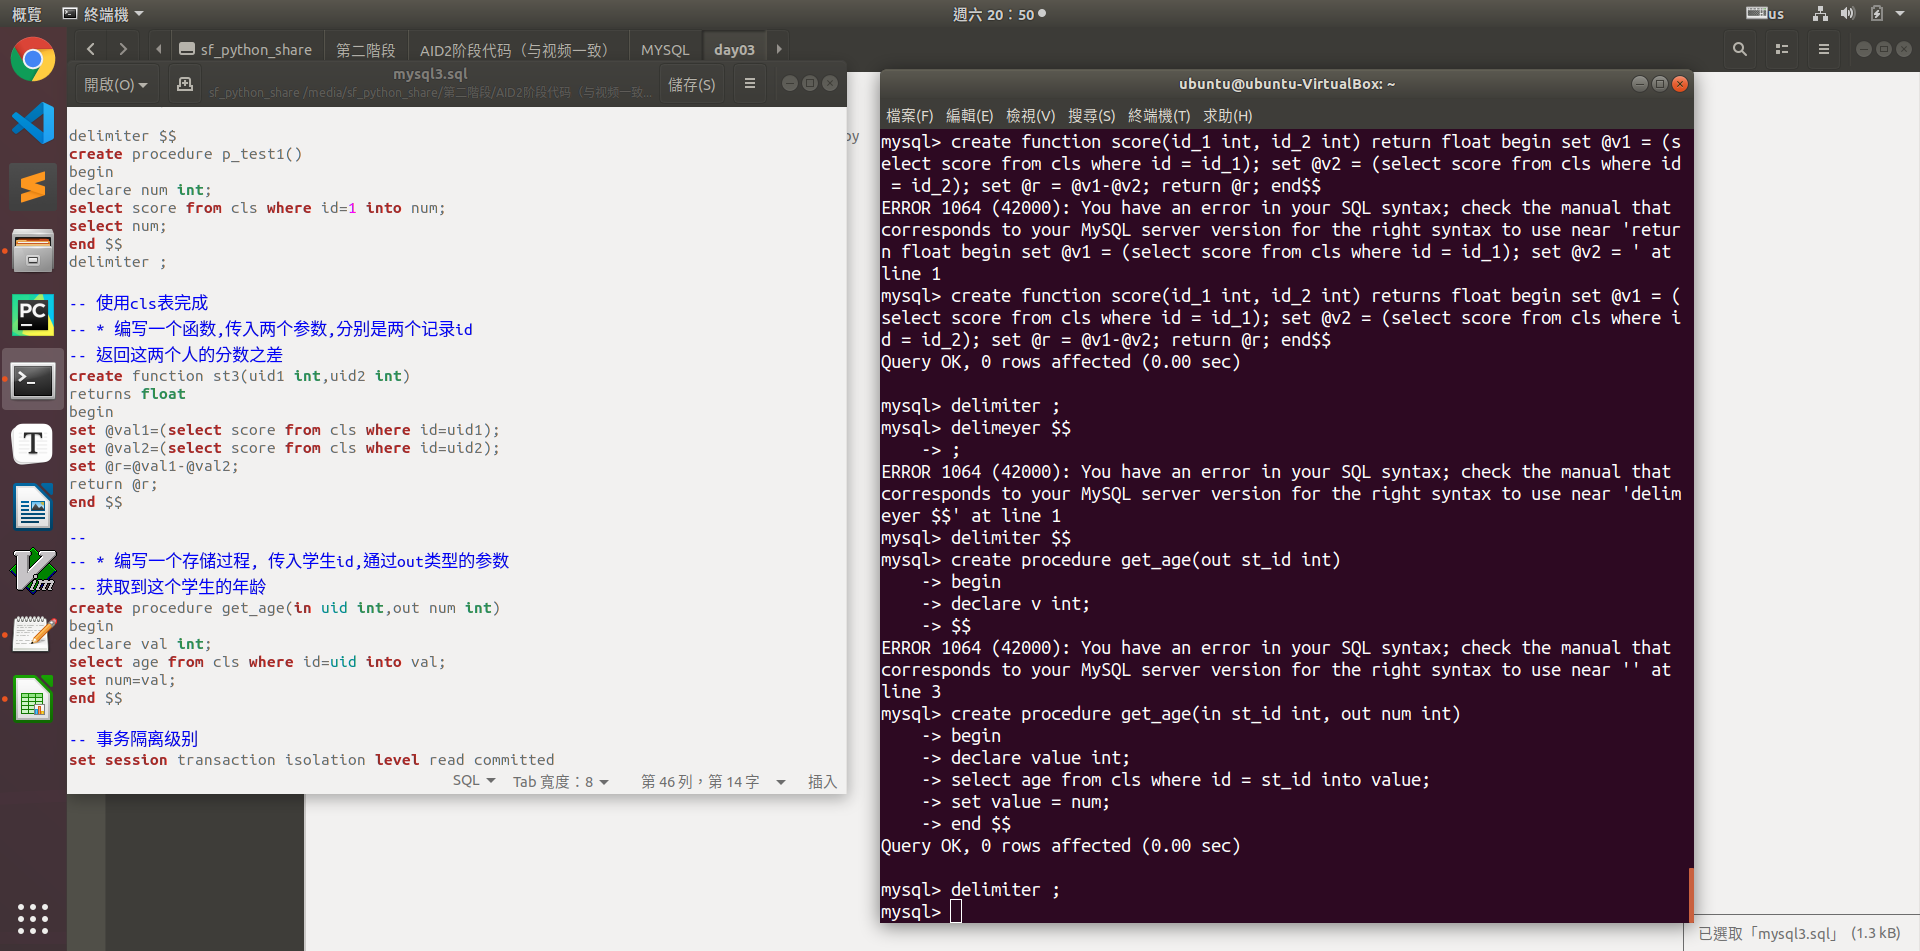 概覽
終端機
週六 20:50
us
sf_python_share
第二階段
AID2阶段代码（与视频一致）
MYSQL
day03
開啟(O)
mysql3.sql
sf_python_share /media/sf_python_share/第二階段/AID2阶段代码（与视频一致...
儲存(S)
py
delimiter $$
create procedure p_test1()
begin
declare num int;
select score from cls where id=1 into num;
select num;
end $$
delimiter ;
-- 使用cls表完成
-- * 编写一个函数,传入两个参数,分别是两个记录id
-- 返回这两个人的分数之差
create function st3(uid1 int,uid2 int)
returns float
begin
set @val1=(select score from cls where id=uid1);
set @val2=(select score from cls where id=uid2);
set @r=@val1-@val2;
return @r;
end $$
--
-- * 编写一个存储过程, 传入学生id,通过out类型的参数
-- 获取到这个学生的年龄
create procedure get_age(in uid int,out num int)
begin
declare val int;
select age from cls where id=uid into val;
set num=val;
end $$
-- 事务隔离级别
set session transaction isolation level read committed
SQL
Tab 寬度：8
第 46 列，第 14 字
插入
ubuntu@ubuntu-VirtualBox: ~
檔案(F) 編輯(E) 檢視(V) 搜尋(S) 終端機(T) 求助(H)
mysql> create function score(id_1 int, id_2 int) return float begin set @v1 = (s
elect score from cls where id = id_1); set @v2 = (select score from cls where id
 = id_2); set @r = @v1-@v2; return @r; end$$
ERROR 1064 (42000): You have an error in your SQL syntax; check the manual that
corresponds to your MySQL server version for the right syntax to use near 'retur
n float begin set @v1 = (select score from cls where id = id_1); set @v2 = ' at
line 1
mysql> create function score(id_1 int, id_2 int) returns float begin set @v1 = (
select score from cls where id = id_1); set @v2 = (select score from cls where i
d = id_2); set @r = @v1-@v2; return @r; end$$
Query OK, 0 rows affected (0.00 sec)
mysql> delimiter ;
mysql> delimeyer $$
    -> ;
ERROR 1064 (42000): You have an error in your SQL syntax; check the manual that
corresponds to your MySQL server version for the right syntax to use near 'delim
eyer $$' at line 1
mysql> delimiter $$
mysql> create procedure get_age(out st_id int)
    -> begin
    -> declare v int;
    -> $$
ERROR 1064 (42000): You have an error in your SQL syntax; check the manual that
corresponds to your MySQL server version for the right syntax to use near '' at
line 3
mysql> create procedure get_age(in st_id int, out num int)
    -> begin
    -> declare value int;
    -> select age from cls where id = st_id into value;
    -> set value = num;
    -> end $$
Query OK, 0 rows affected (0.00 sec)
mysql> delimiter ;
mysql>
已選取「mysql3.sql」 (1.3 kB)
PC
>_
T
Vim